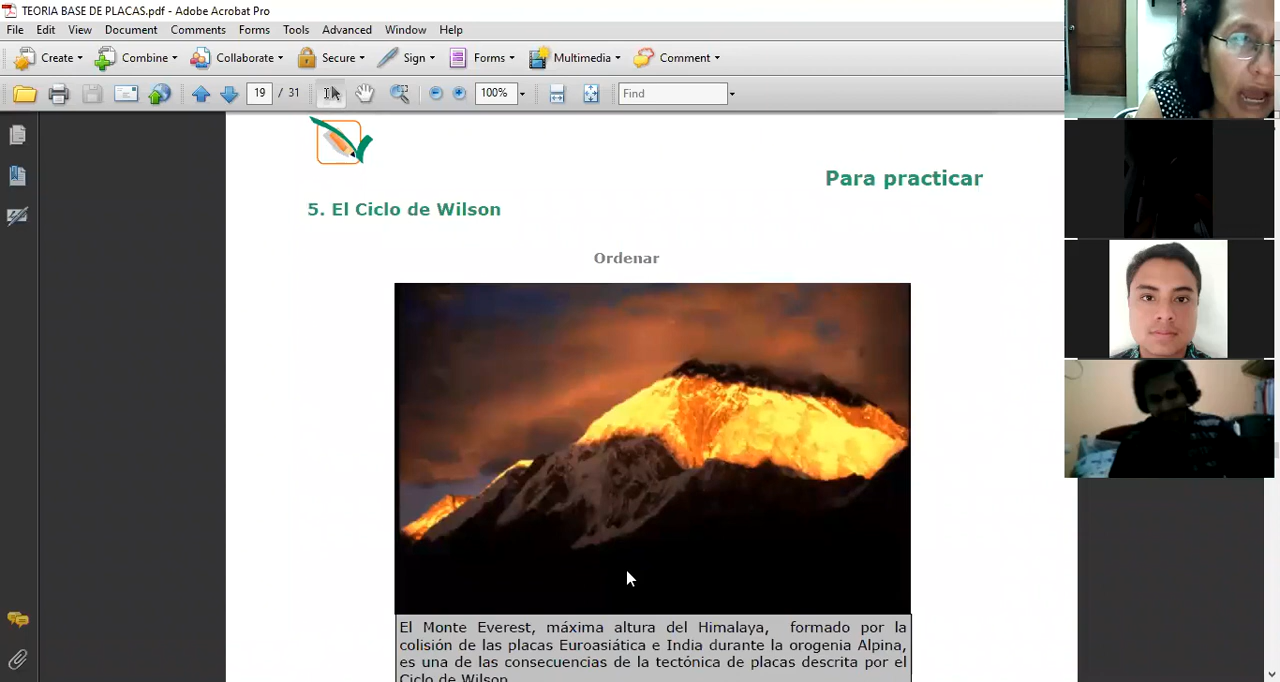 TEORIA BASE DE PLACAS.pdf - Adobe Acrobat Pro
File Edit View Document Comments Forms Tools Advanced Window Help
Create Combine Collaborate Secure Sign Forms Multimedia Comment
19 / 31 100% Find
Para practicar
5. El Ciclo de Wilson
Ordenar
El Monte Everest, máxima altura del Himalaya, formado por la
colisión de las placas Euroasiática e India durante la orogenia Alpina,
es una de las consecuencias de la tectónica de placas descrita por el
Ciclo de Wilson